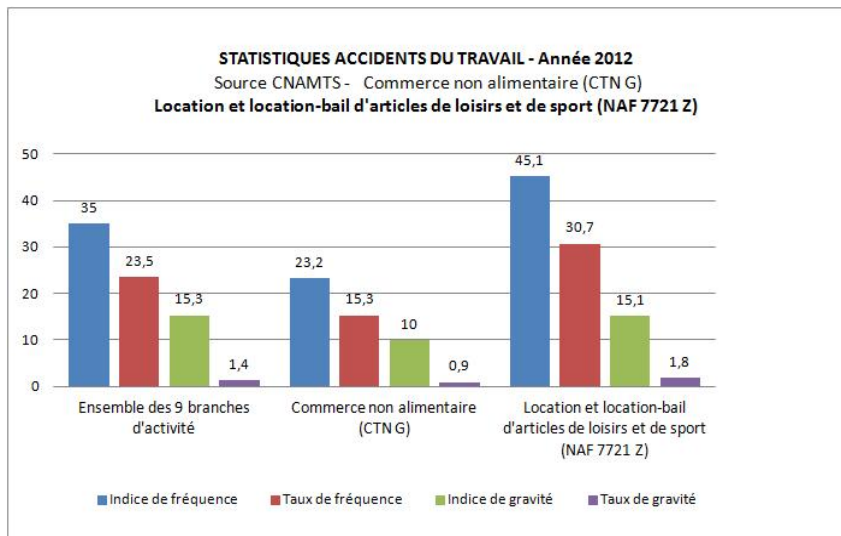 STATISTIQUES ACCIDENTS DU TRAVAIL - Année 2012
Source CNAMTS - Commerce non alimentaire (CTN G)
Location et location-bail d'articles de loisirs et de sport (NAF 7721 Z)
50
40
30
20
10
0
35
23,5
15,3
1,4
23,2
15,3
10
0,9
45,1
30,7
15,1
1,8
Ensemble des 9 branches
d'activité
Commerce non alimentaire
(CTN G)
Location et location-bail
d'articles de loisirs et de sport
(NAF 7721 Z)
Indice de fréquence Taux de fréquence Indice de gravité Taux de gravité